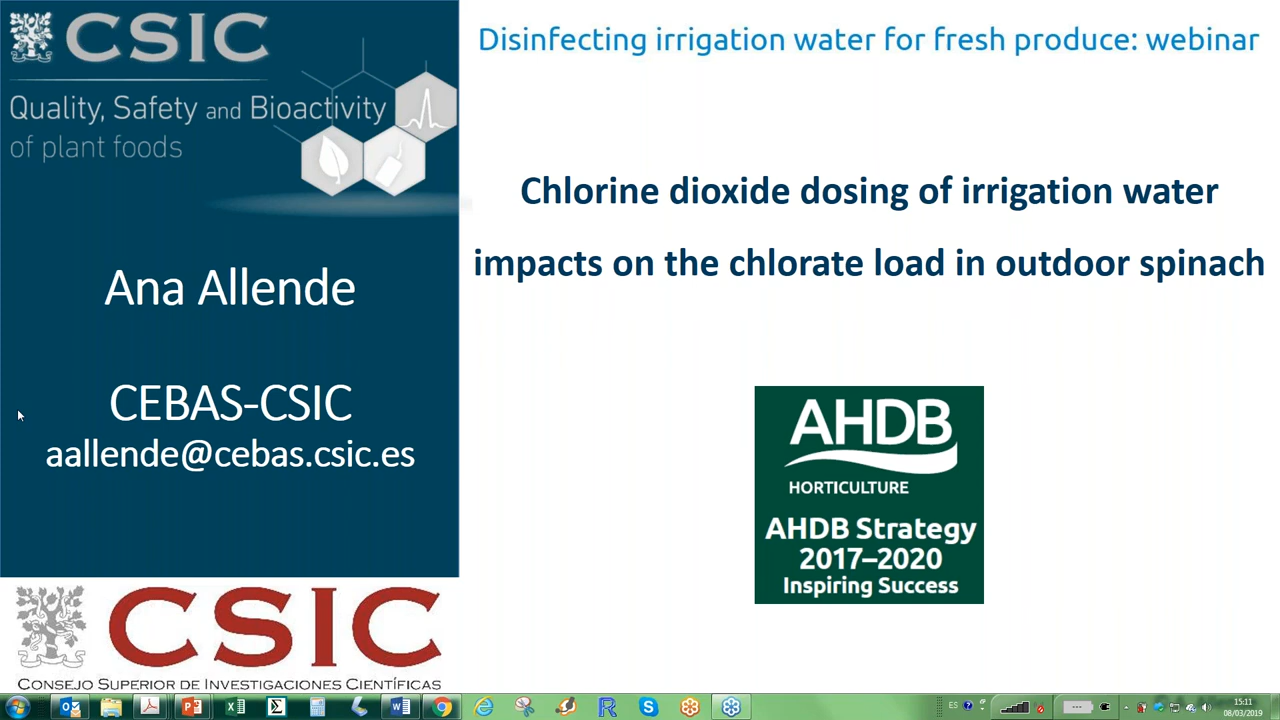 CSIC
Quality, Safety and Bioactivity
of plant foods
Ana Allende
CEBAS-CSIC
aallende@cebas.csic.es
CSIC
CONSEJO SUPERIOR DE INVESTIGACIONES CIENTÍFICAS
Disinfecting irrigation water for fresh produce: webinar
Chlorine dioxide dosing of irrigation water
impacts on the chlorate load in outdoor spinach
AHDB
HORTICULTURE
AHDB Strategy
2017–2020
Inspiring Success
ES
15:11
08/03/2019